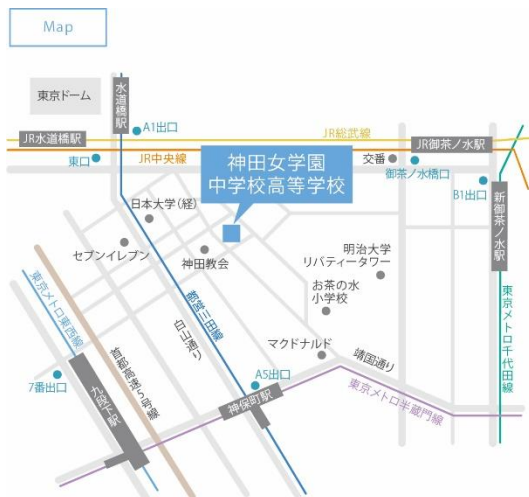 Map
東京ドーム
水道橋駅
A1出口
JR総武線
JR水道橋駅
JR御茶ノ水駅
東口
JR中央線
神田女学園
中学校高等学校
交番
御茶ノ水橋口
B1出口
新御茶ノ水駅
日本大学(経)
セブンイレブン
神田教会
明治大学
リバティータワー
お茶の水
小学校
東京メトロ東西線
首都高速5号線
白山通り
都営三田線
マクドナルド
靖国通り
東京メトロ千代田線
7番出口
九段下駅
A5出口
神保町駅
東京メトロ半蔵門線